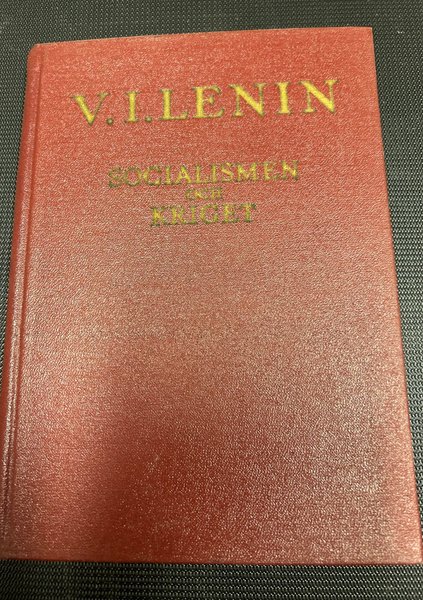 V. I. LENIN
SOCIALISMEN
OCH
KRIGET